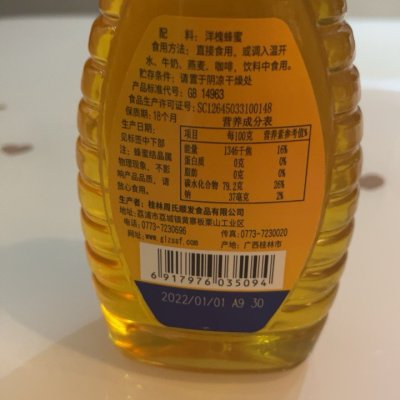 配 料：洋槐蜂蜜
食用方法：直接食用，或调入温开
水、牛奶、燕麦、咖啡，饮料中食用。
贮存条件：请置于阴凉干燥处
产品标准代号：GB 14963
食品生产许可证号：SC12645033100148
保质期：18个月
生产日期：
见标签中下部
注：蜂蜜结晶属
物理现象，不影
响产品品质，请
放心食用。
营养成分表
项目 每100克 营养素参考值%
能量 1346千焦 16%
蛋白质 0克 0%
脂肪 0克 0%
碳水化合物 79.2克 26%
钠 37毫克 2%
生产商：桂林周氏顺发食品有限公司
地址：荔浦市荔城镇黄寨板栗山工业区
电话：0773-7230696 传真：0773-7230020
网址：www.glzssf.com 产地：广西桂林市
6 917976 035094
2022/01/01 A9 30